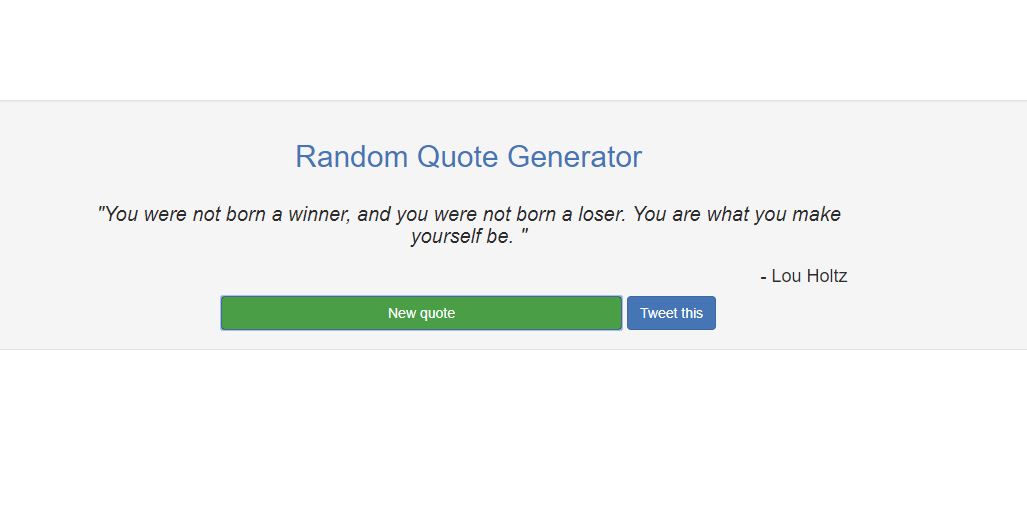 Random Quote Generator
"You were not born a winner, and you were not born a loser. You are what you make
yourself be. "
- Lou Holtz
New quote
Tweet this